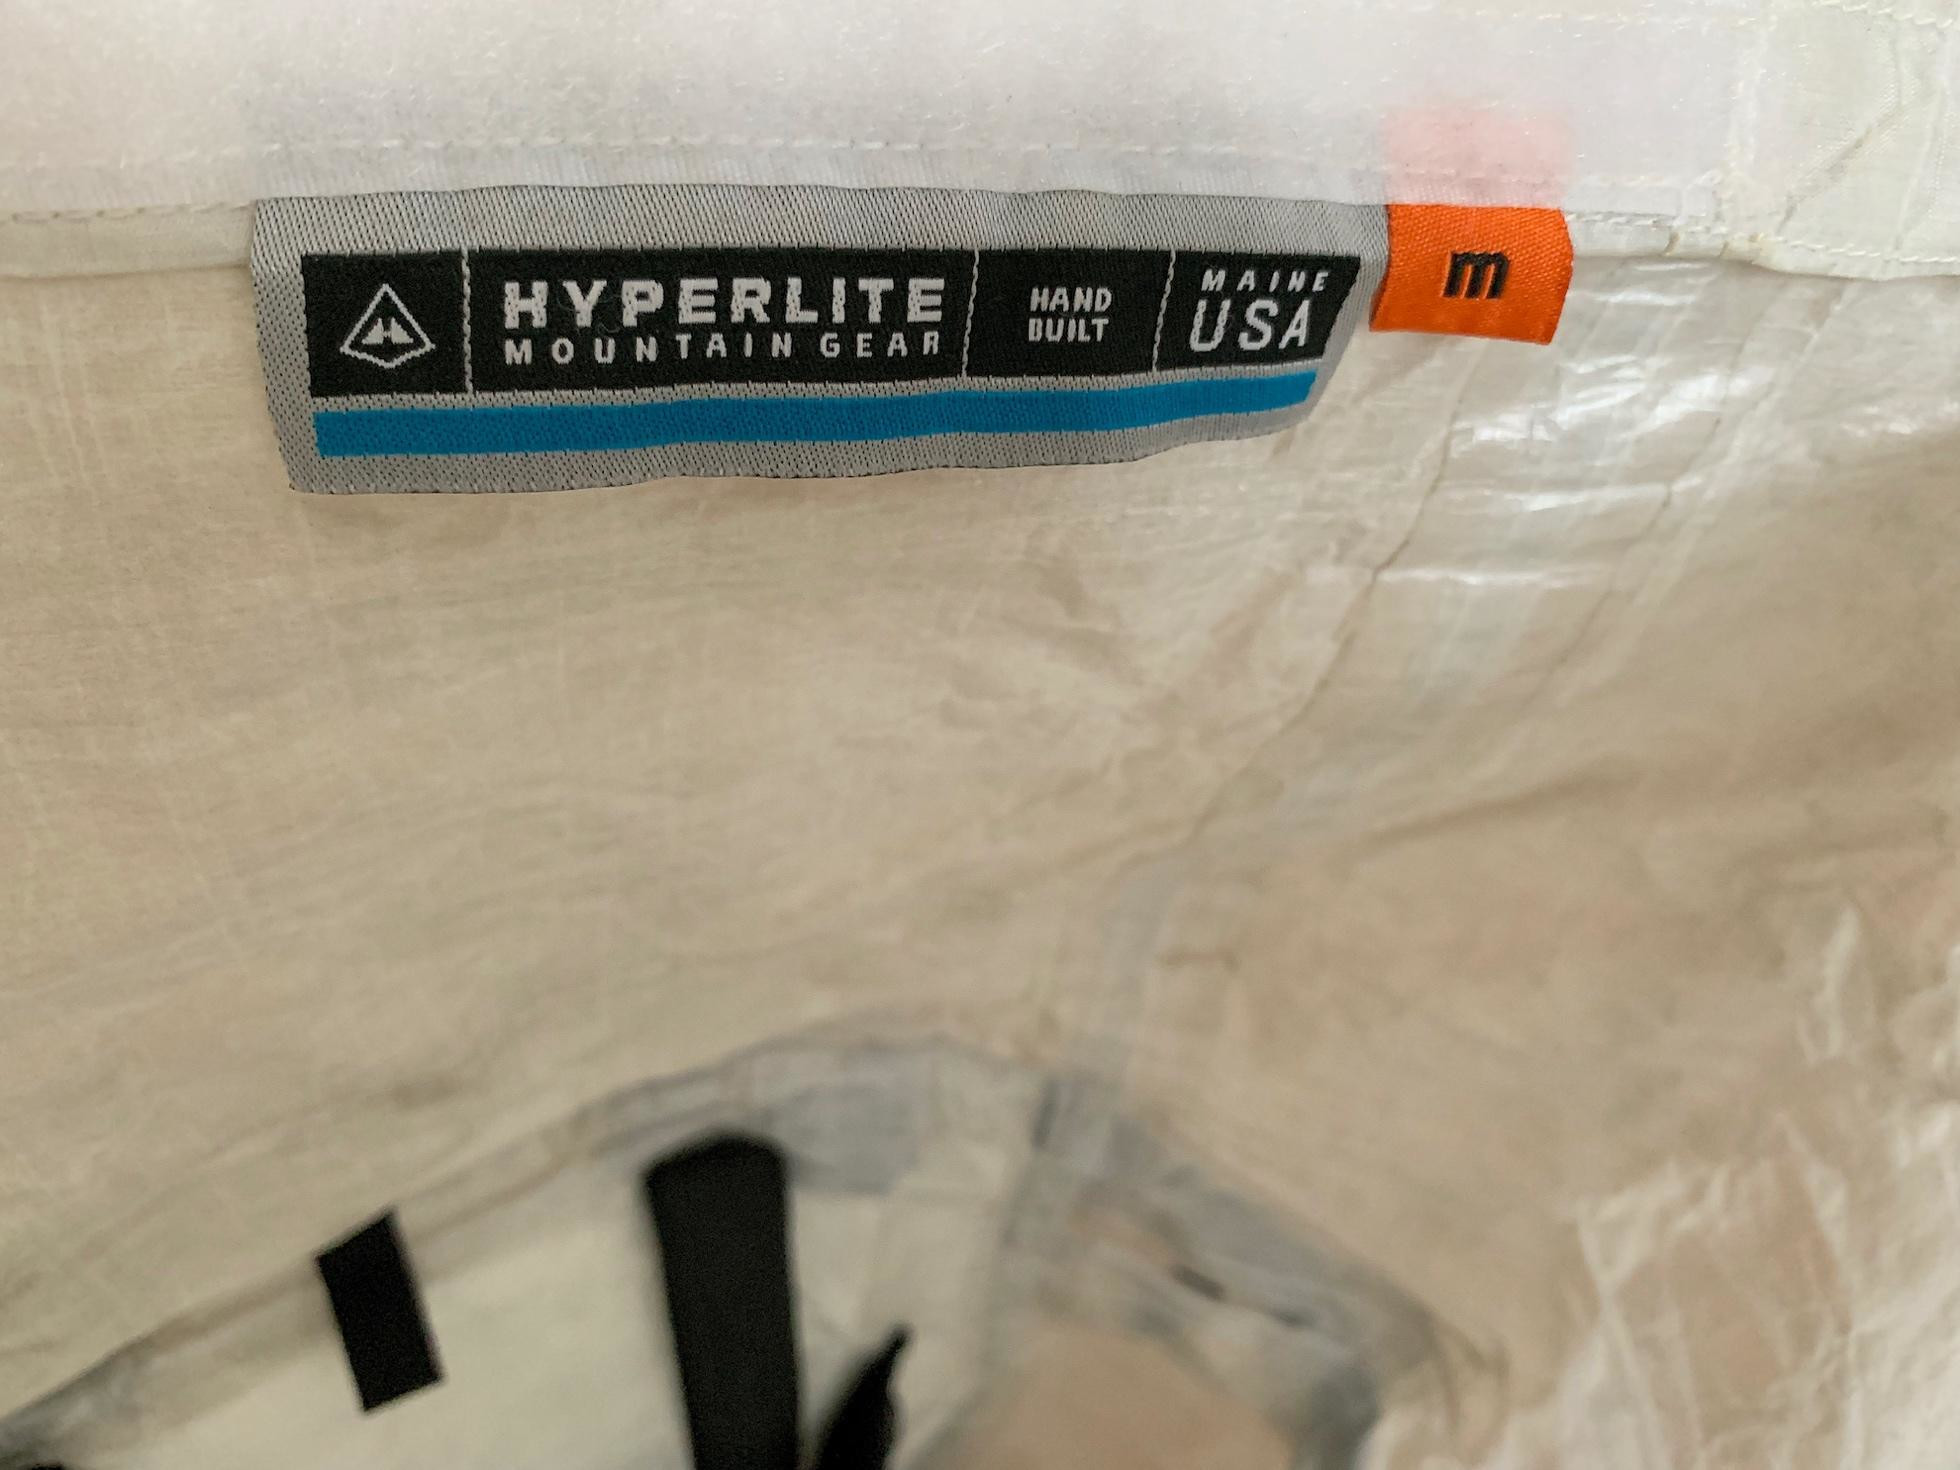 HYPERLITE
MOUNTAIN GEAR
HAND
BUILT
MAINE
USA
m